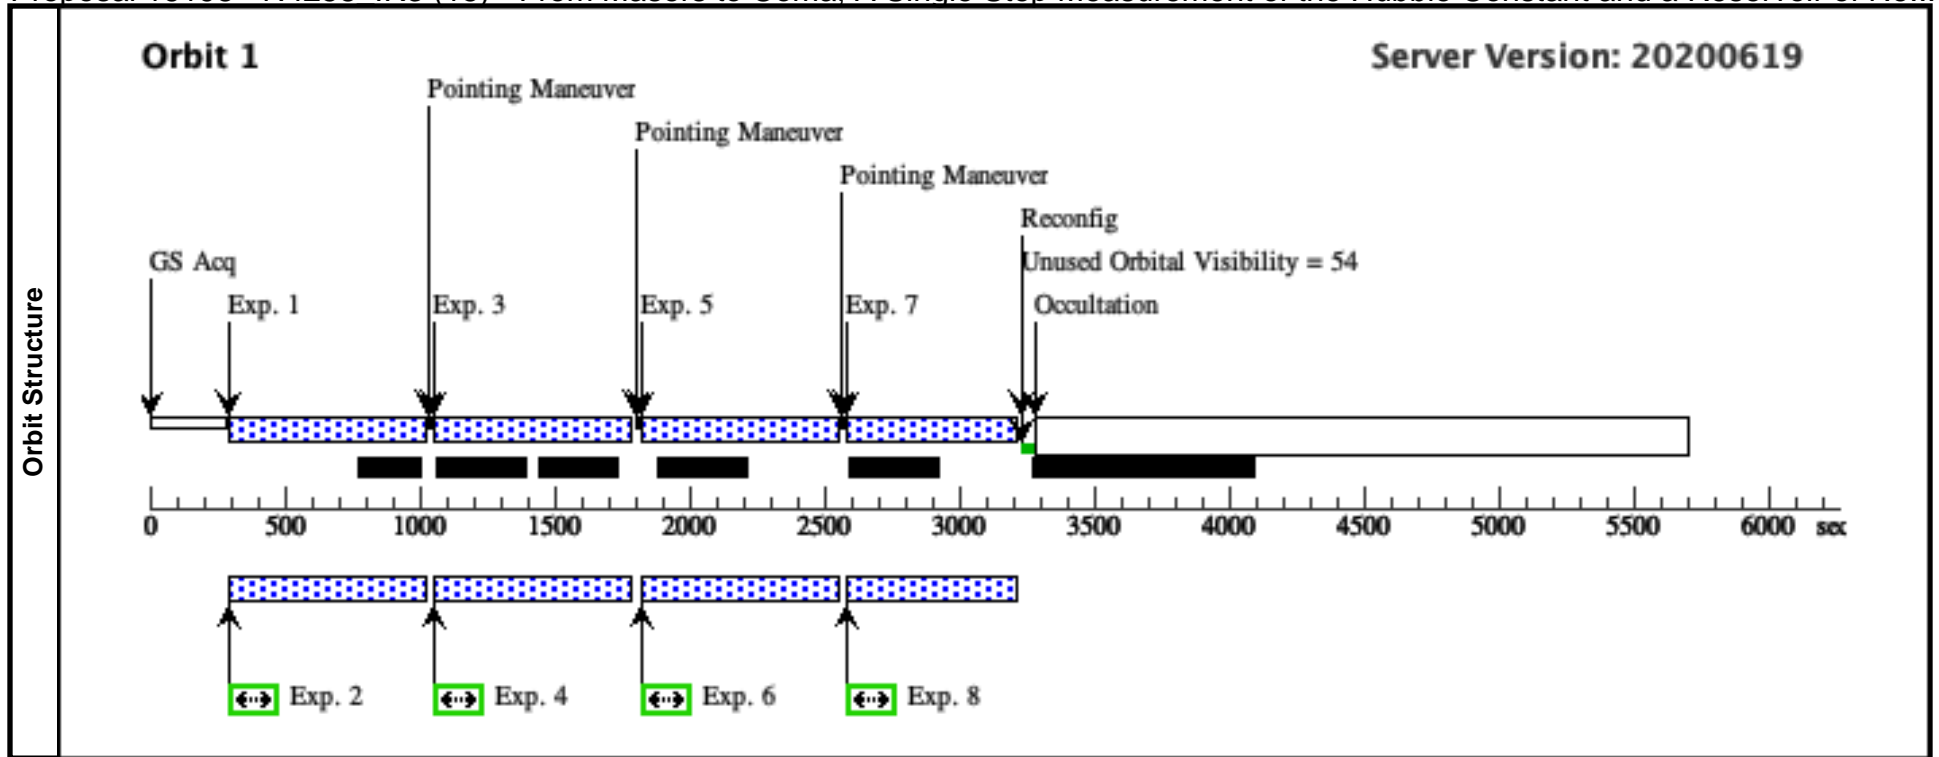 Orbit 1
Server Version: 20200619
Pointing Maneuver
Pointing Maneuver
Pointing Maneuver
Reconfig
GS Acq
Unused Orbital Visibility = 54
Exp. 1
Exp. 3
Exp. 5
Exp. 7
Occultation
Orbit Structure
0 500 1000 1500 2000 2500 3000 3500 4000 4500 5000 5500 6000 sec
Exp. 2
Exp. 4
Exp. 6
Exp. 8